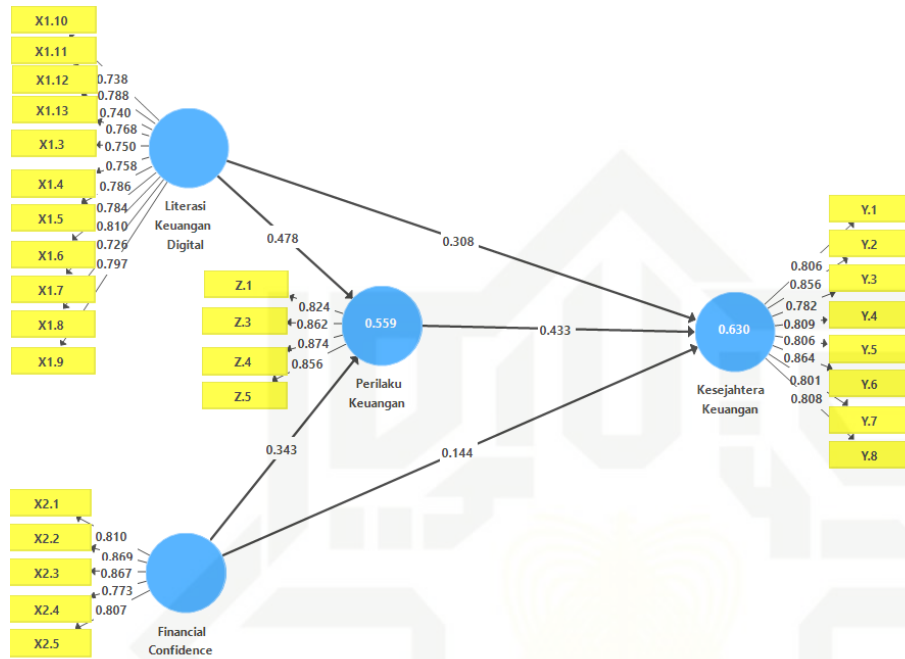 X1.10
X1.11
X1.12
X1.13
X1.3
X1.4
X1.5
X1.6
X1.7
X1.8
X1.9
0.738
0.788
0.740
0.768
0.750
0.758
0.786
0.784
0.810
0.726
0.797
Literasi
Keuangan
Digital
0.478
0.308
Z.1
Z.3
Z.4
Z.5
0.824
0.862
0.874
0.856
0.559
Perilaku
Keuangan
0.433
0.343
0.144
0.630
Kesejahtera
Keuangan
0.806
0.856
0.782
0.809
0.806
0.864
0.801
0.808
Y.1
Y.2
Y.3
Y.4
Y.5
Y.6
Y.7
Y.8
X2.1
X2.2
X2.3
X2.4
X2.5
0.810
0.869
0.867
0.773
0.807
Financial
Confidence